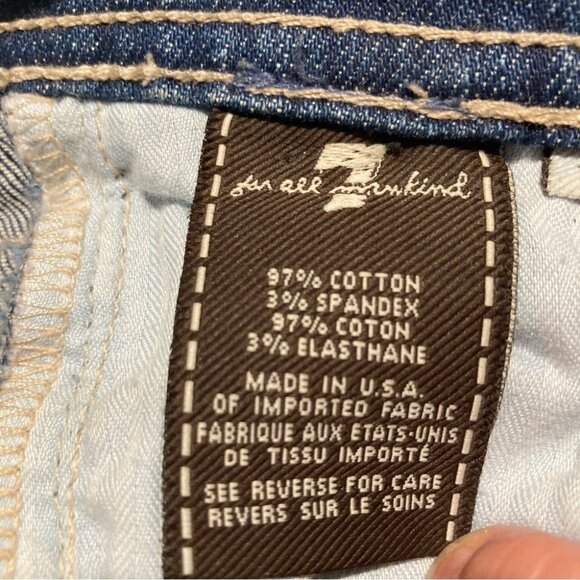 7
for all mankind
97% COTTON
3% SPANDEX
97% COTON
3% ELASTHANE
MADE IN U.S.A.
OF IMPORTED FABRIC
FABRIQUE AUX ETATS-UNIS
DE TISSU IMPORTÉ
SEE REVERSE FOR CARE
REVERS SUR LE SOINS